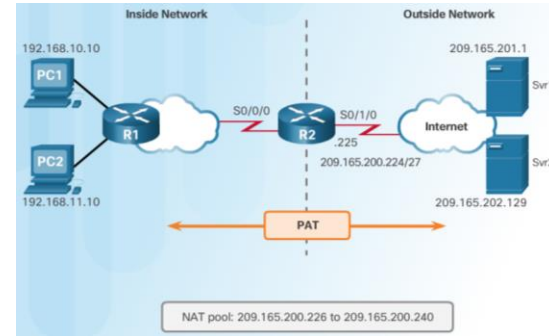 Inside Network
Outside Network
192.168.10.10
209.165.201.1
PC1
Svr
S0/0/0
S0/1/0
R1
R2
Internet
.225
PC2
209.165.200.224/27
Svr
192.168.11.10
209.165.202.129
PAT
NAT pool: 209.165.200.226 to 209.165.200.240